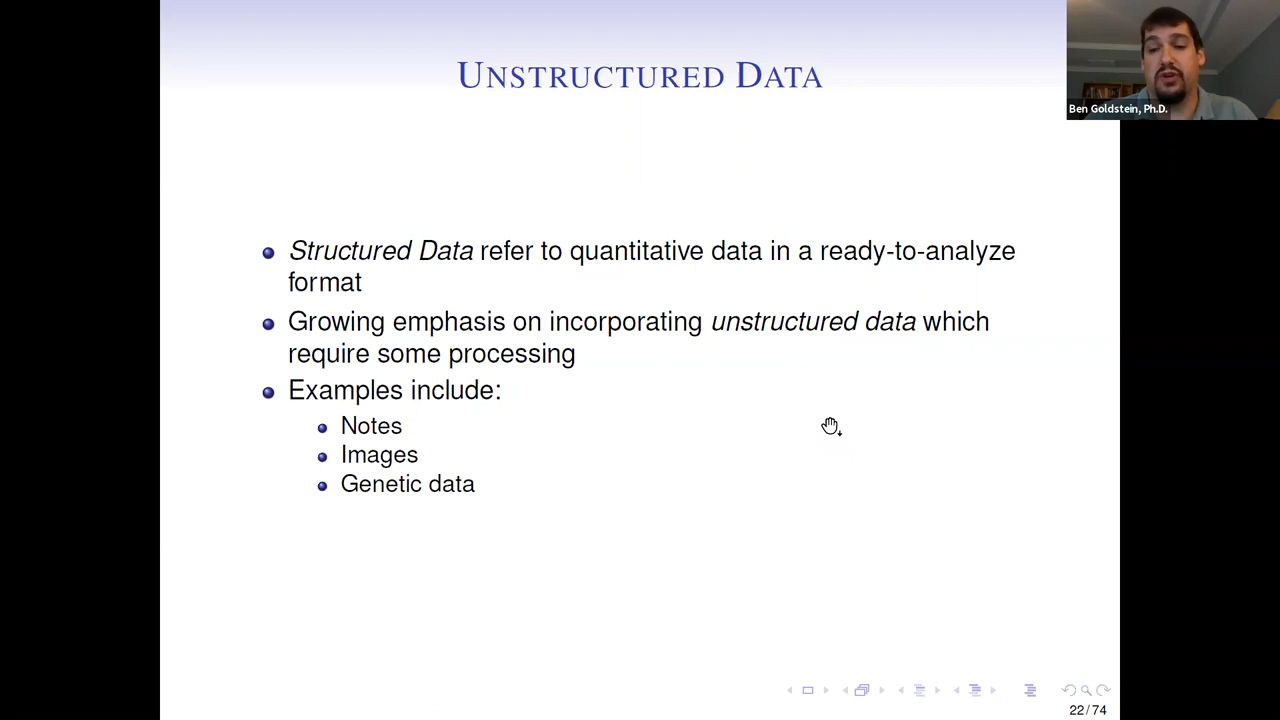 UNSTRUCTURED DATA
Ben Goldstein, Ph.D.
Structured Data refer to quantitative data in a ready-to-analyze
format
Growing emphasis on incorporating unstructured data which
require some processing
Examples include:
Notes
Images
Genetic data
22/74